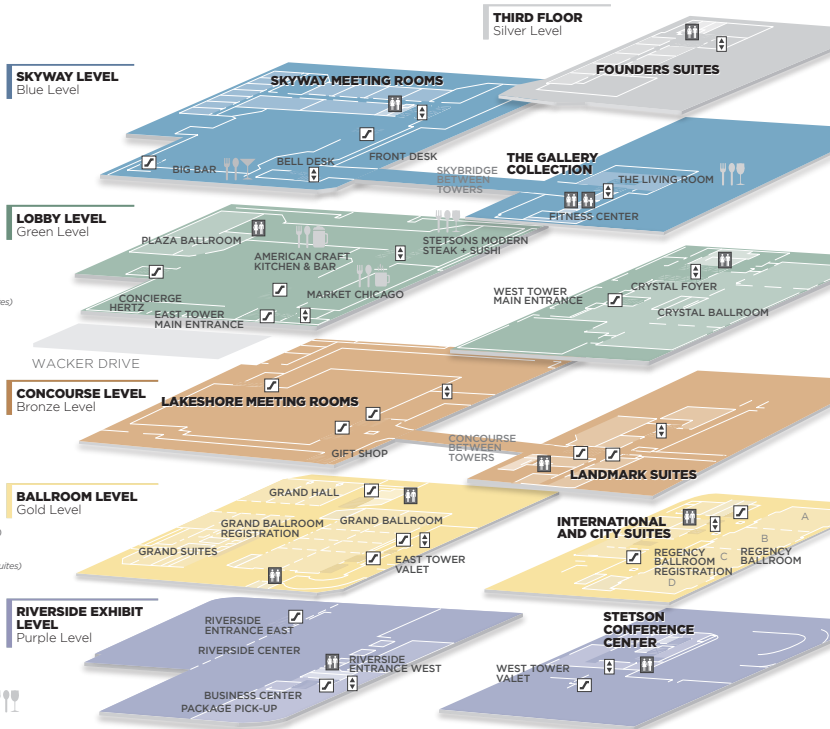 THIRD FLOOR
Silver Level
FOUNDERS SUITES
SKYWAY LEVEL
Blue Level
SKYWAY MEETING ROOMS
BIG BAR
BELL DESK
FRONT DESK
SKYBRIDGE
BETWEEN
TOWERS
THE GALLERY
COLLECTION
THE LIVING ROOM
FITNESS CENTER
LOBBY LEVEL
Green Level
PLAZA BALLROOM
AMERICAN CRAFT
KITCHEN & BAR
STETSONS MODERN
STEAK + SUSHI
MARKET CHICAGO
CONCIERGE
HERTZ
EAST TOWER
MAIN ENTRANCE
WEST TOWER
MAIN ENTRANCE
CRYSTAL FOYER
CRYSTAL BALLROOM
WACKER DRIVE
CONCOURSE LEVEL
Bronze Level
LAKESHORE MEETING ROOMS
GIFT SHOP
CONCOURSE
BETWEEN
TOWERS
LANDMARK SUITES
BALLROOM LEVEL
Gold Level
GRAND HALL
GRAND BALLROOM
REGISTRATION
GRAND BALLROOM
GRAND SUITES
EAST TOWER
VALET
INTERNATIONAL
AND CITY SUITES
A
B
C
D
REGENCY
BALLROOM
REGISTRATION
REGENCY
BALLROOM
uites)
RIVERSIDE EXHIBIT
LEVEL
Purple Level
RIVERSIDE
ENTRANCE EAST
RIVERSIDE CENTER
RIVERSIDE
ENTRANCE WEST
BUSINESS CENTER
PACKAGE PICK-UP
STETSON
CONFERENCE
CENTER
WEST TOWER
VALET